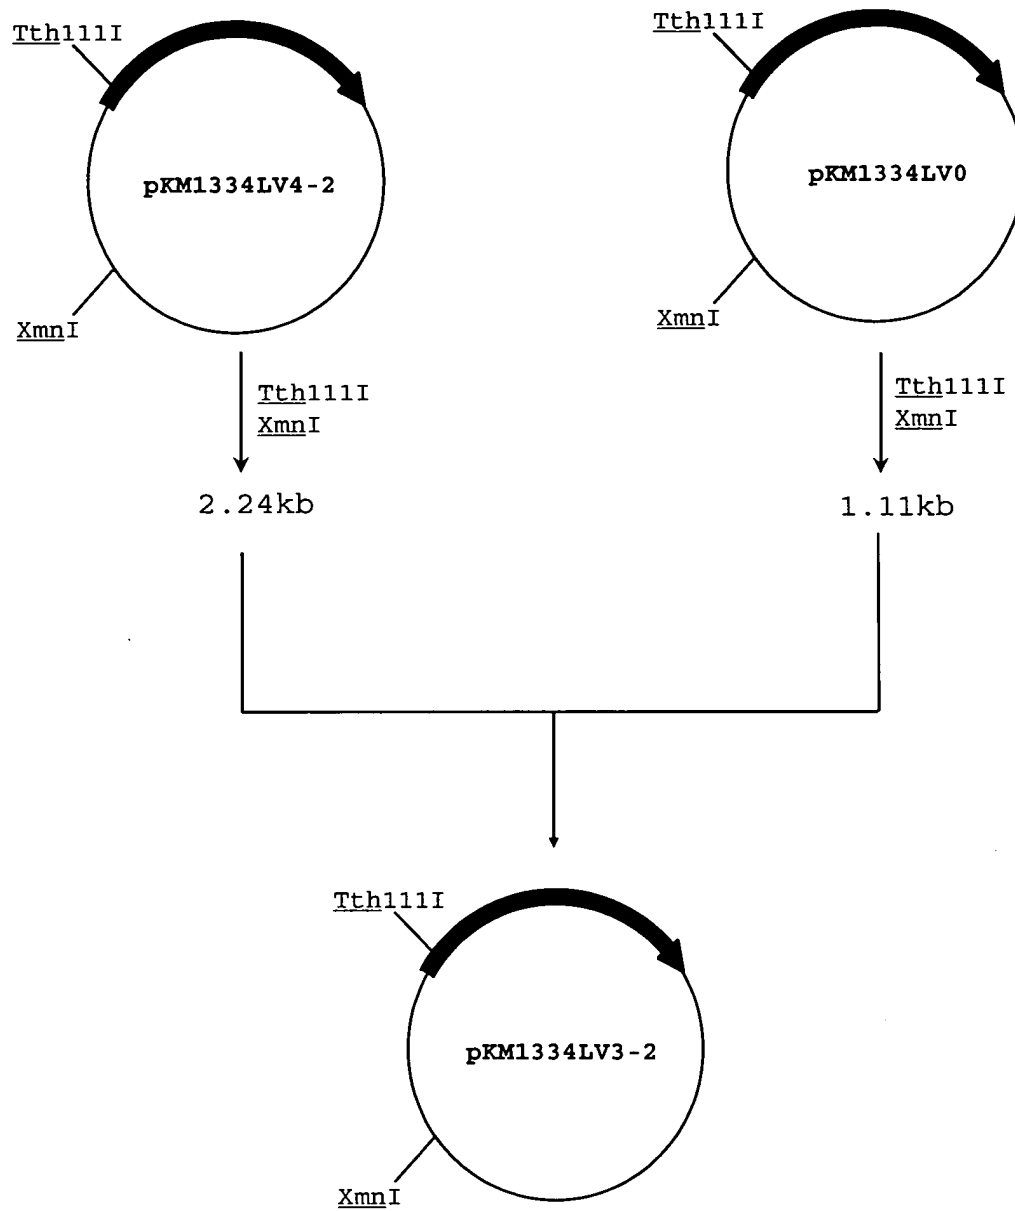 Tth111I
pKM1334LV4-2
XmnI
Tth111I
XmnI
2.24kb
Tth111I
pKM1334LV0
XmnI
Tth111I
XmnI
1.11kb
Tth111I
pKM1334LV3-2
XmnI